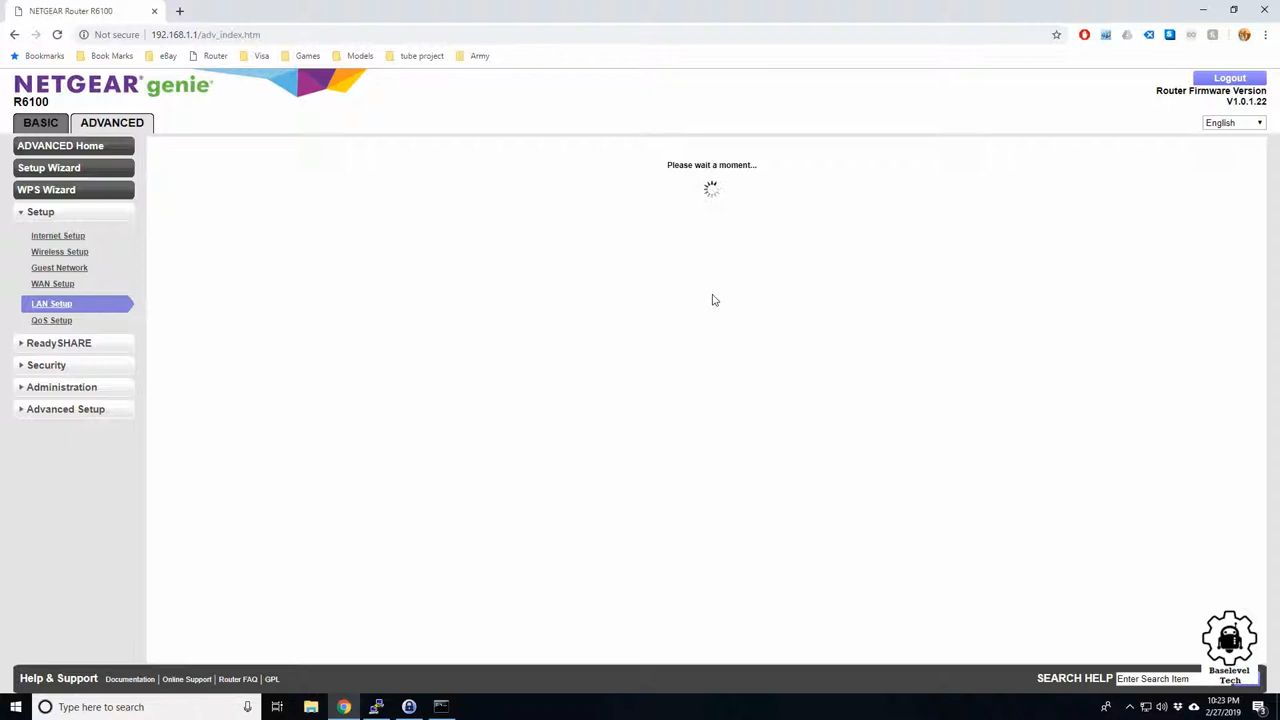 NETGEAR Router R6100
Not secure 192.168.1.1/adv_index.htm
Bookmarks Book Marks eBay Router Visa Games Models tube project Army
NETGEAR® genie®
R6100
Logout
Router Firmware Version
V1.0.1.22
BASIC
ADVANCED
English
ADVANCED Home
Setup Wizard
WPS Wizard
Setup
Internet Setup
Wireless Setup
Guest Network
WAN Setup
LAN Setup
QoS Setup
ReadySHARE
Security
Administration
Advanced Setup
Please wait a moment...
Baselevel
Tech
Help & Support Documentation Online Support Router FAQ GPL
SEARCH HELP Enter Search Item
Type here to search
10:23 PM
2/27/2019
3